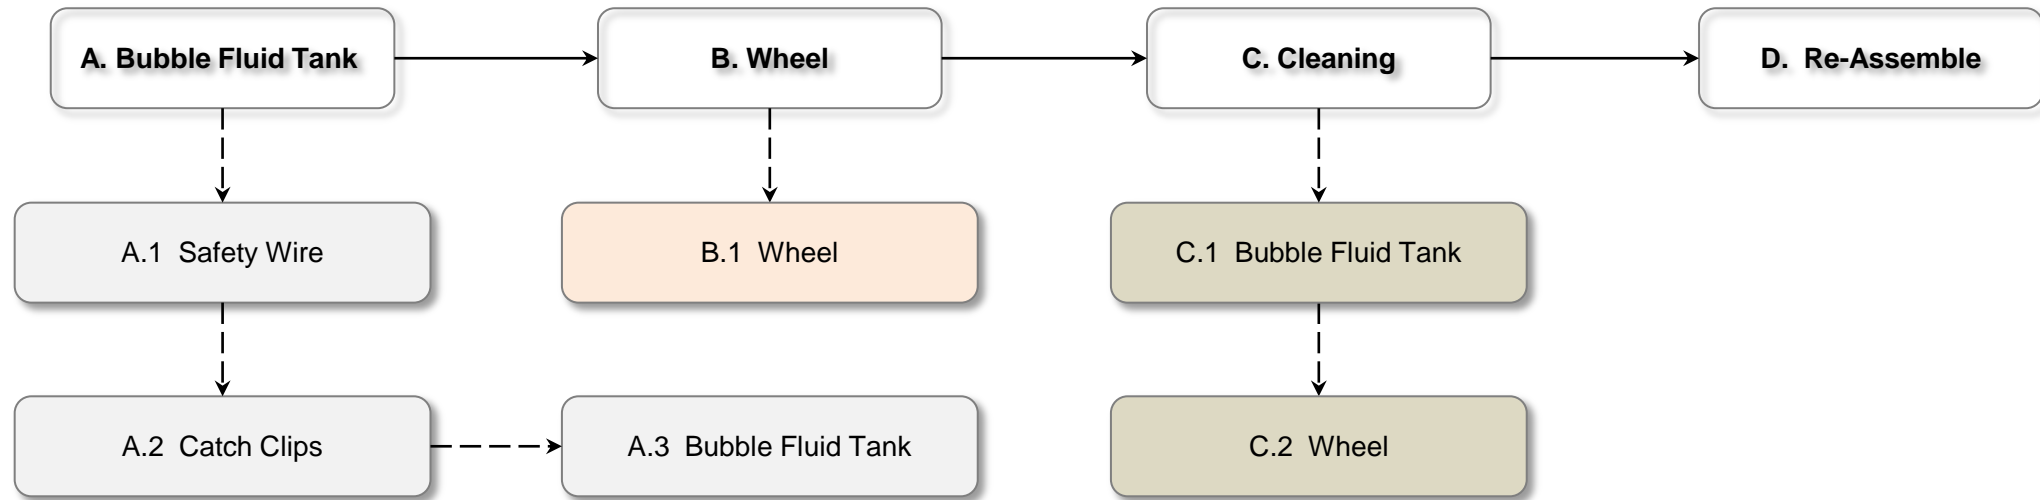 A. Bubble Fluid Tank
B. Wheel
C. Cleaning
D.  Re-Assemble
A.1  Safety Wire
B.1  Wheel
C.1  Bubble Fluid Tank
A.2  Catch Clips
A.3  Bubble Fluid Tank
C.2  Wheel